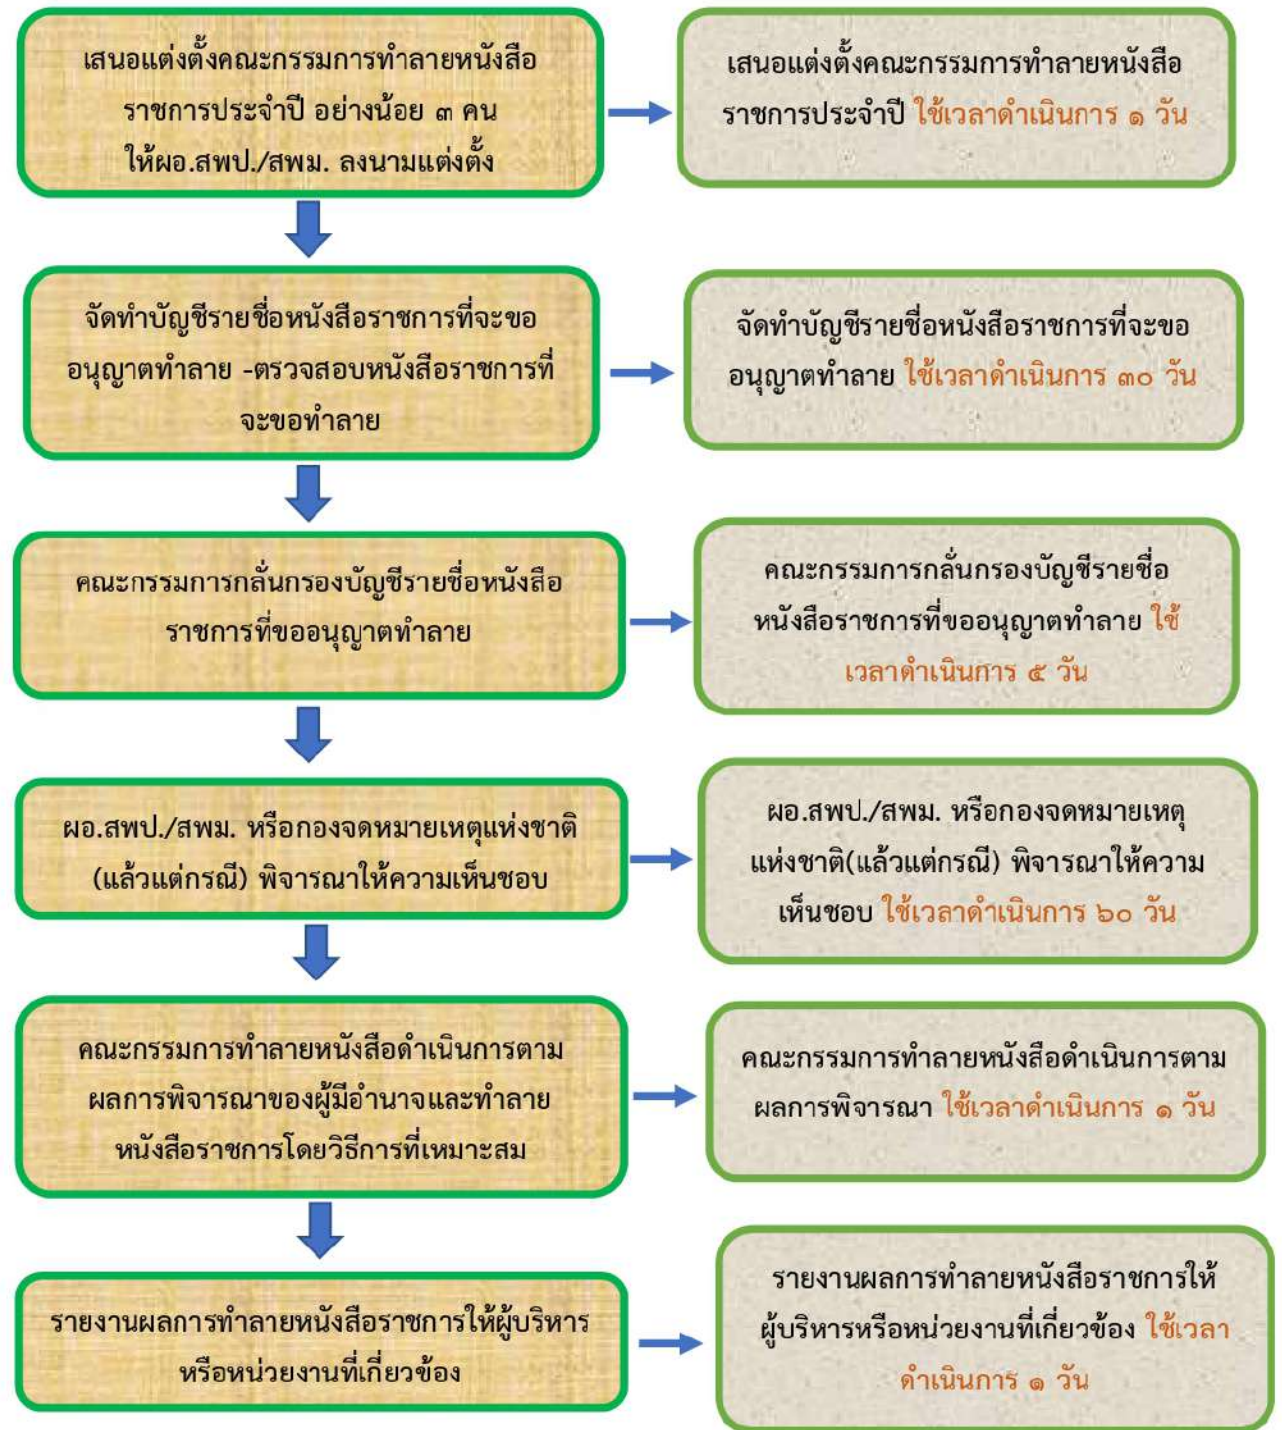 เสนอแต่งตั้งคณะกรรมการทำลายหนังสือ
ราชการประจำปี อย่างน้อย ๓ คน
ให้ผอ.สพป./สพม. ลงนามแต่งตั้ง
เสนอแต่งตั้งคณะกรรมการทำลายหนังสือ
ราชการประจำปี ใช้เวลาดำเนินการ ๑ วัน
จัดทำบัญชีรายชื่อหนังสือราชการที่จะขอ
อนุญาตทำลาย -ตรวจสอบหนังสือราชการที่
จะขอทำลาย
จัดทำบัญชีรายชื่อหนังสือราชการที่จะขอ
อนุญาตทำลาย ใช้เวลาดำเนินการ ๓๐ วัน
คณะกรรมการกลั่นกรองบัญชีรายชื่อหนังสือ
ราชการที่ขออนุญาตทำลาย
คณะกรรมการกลั่นกรองบัญชีรายชื่อ
หนังสือราชการที่ขออนุญาตทำลาย ใช้
เวลาดำเนินการ ๕ วัน
ผอ.สพป./สพม. หรือกองจดหมายเหตุแห่งชาติ
(แล้วแต่กรณี) พิจารณาให้ความเห็นชอบ
ผอ.สพป./สพม. หรือกองจดหมายเหตุ
แห่งชาติ(แล้วแต่กรณี) พิจารณาให้ความ
เห็นชอบ ใช้เวลาดำเนินการ ๖๐ วัน
คณะกรรมการทำลายหนังสือดำเนินการตาม
ผลการพิจารณาของผู้มีอำนาจและทำลาย
หนังสือราชการโดยวิธีการที่เหมาะสม
คณะกรรมการทำลายหนังสือดำเนินการตาม
ผลการพิจารณา ใช้เวลาดำเนินการ ๑ วัน
รายงานผลการทำลายหนังสือราชการให้ผู้บริหาร
หรือหน่วยงานที่เกี่ยวข้อง
รายงานผลการทำลายหนังสือราชการให้
ผู้บริหารหรือหน่วยงานที่เกี่ยวข้อง ใช้เวลา
ดำเนินการ ๑ วัน